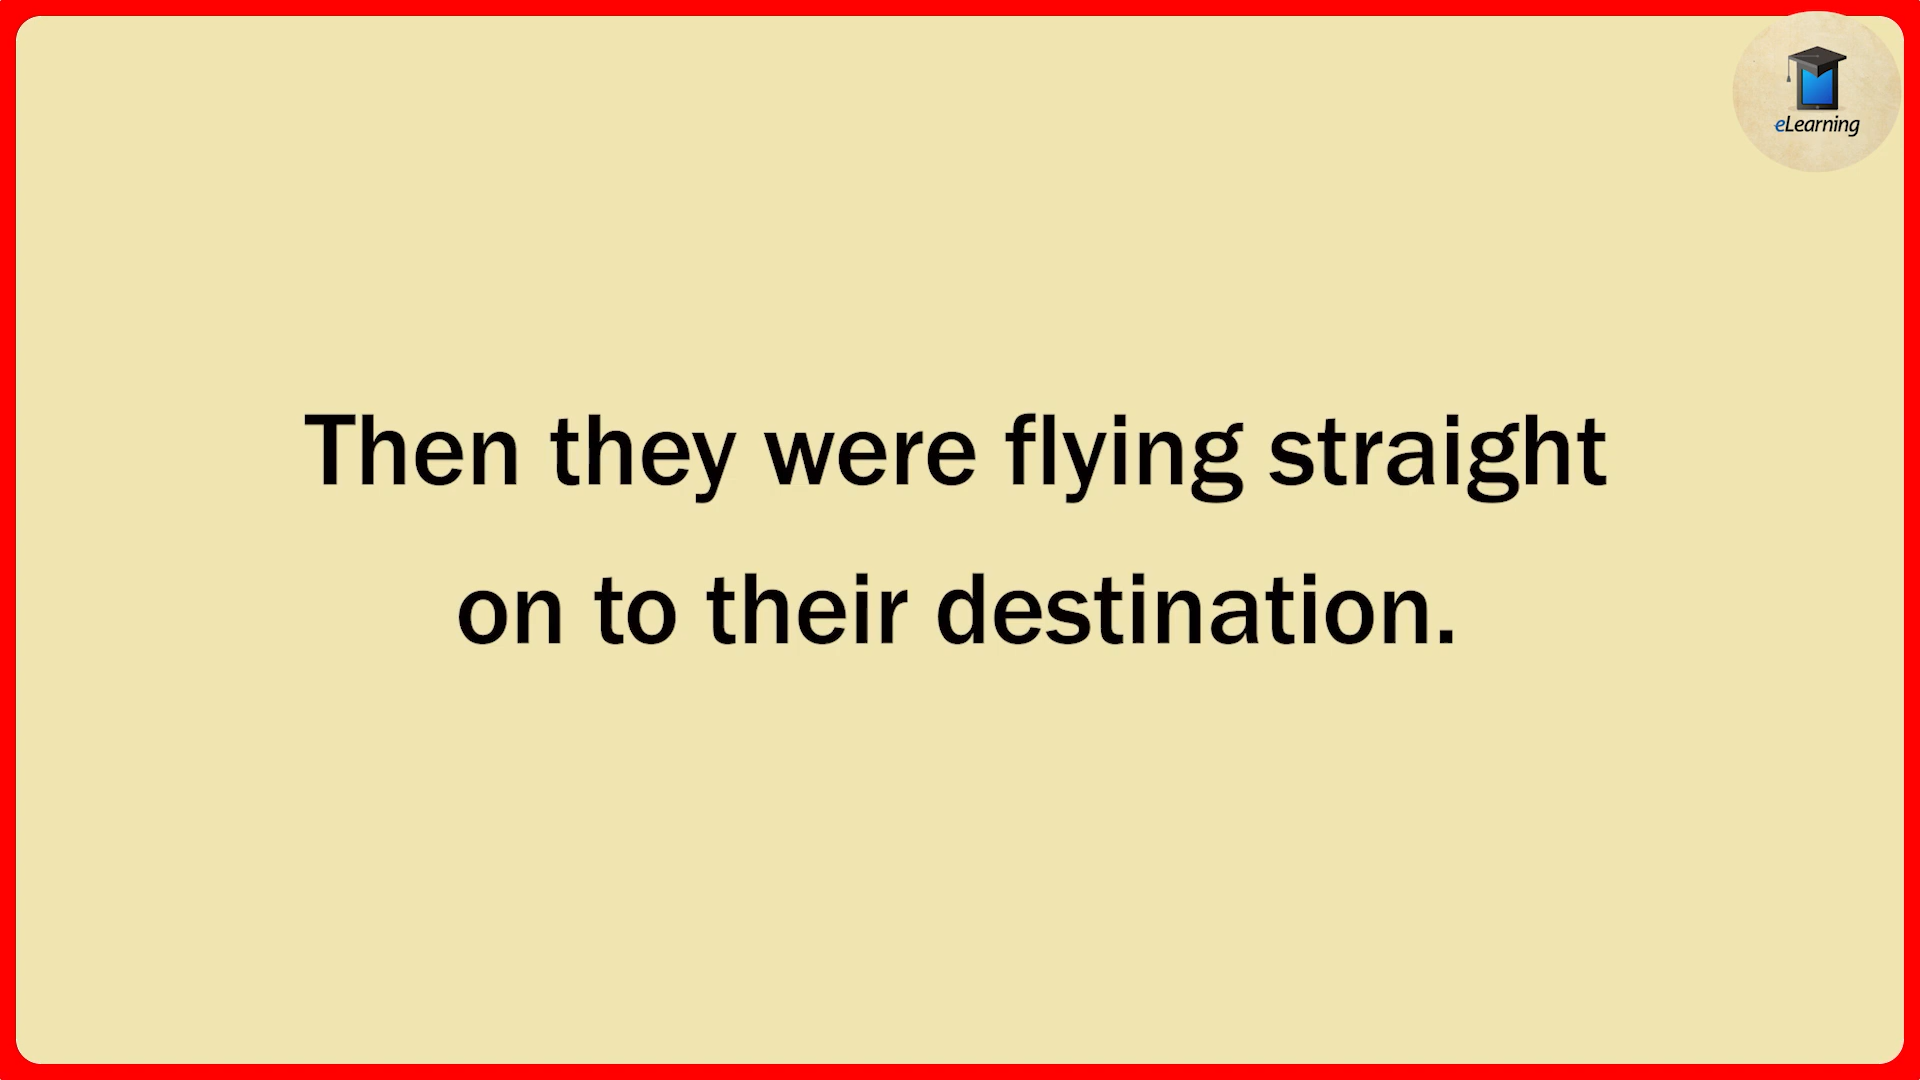 eLearning
Then they were flying straight
on to their destination.